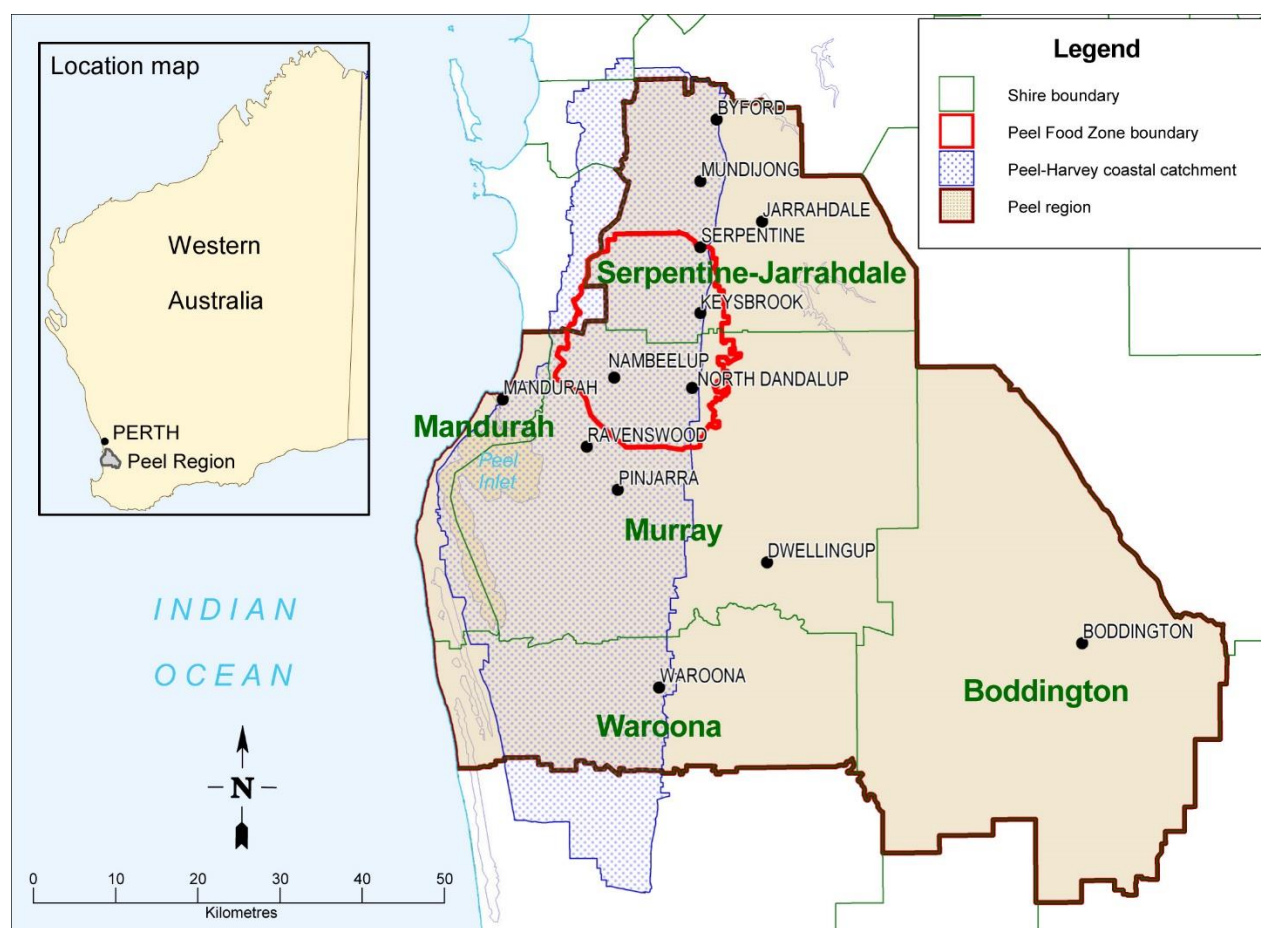 Location map
Western
Australia
PERTH
Peel Region
Legend
Shire boundary
Peel Food Zone boundary
Peel-Harvey coastal catchment
Peel region
BYFORD
MUNDIJONG
JARRAHDALE
SERPENTINE
Serpentine-Jarrahdale
KEYSBROOK
NAMBEELUP
NORTH DANDALUP
MANDURAH
Mandurah
RAVENSWOOD
Peel
Inlet
PINJARRA
Murray
DWELLINGUP
INDIAN
OCEAN
BODDINGTON
WAROONA
Boddington
Waroona
N
0 10 20 30 40 50
Kilometres